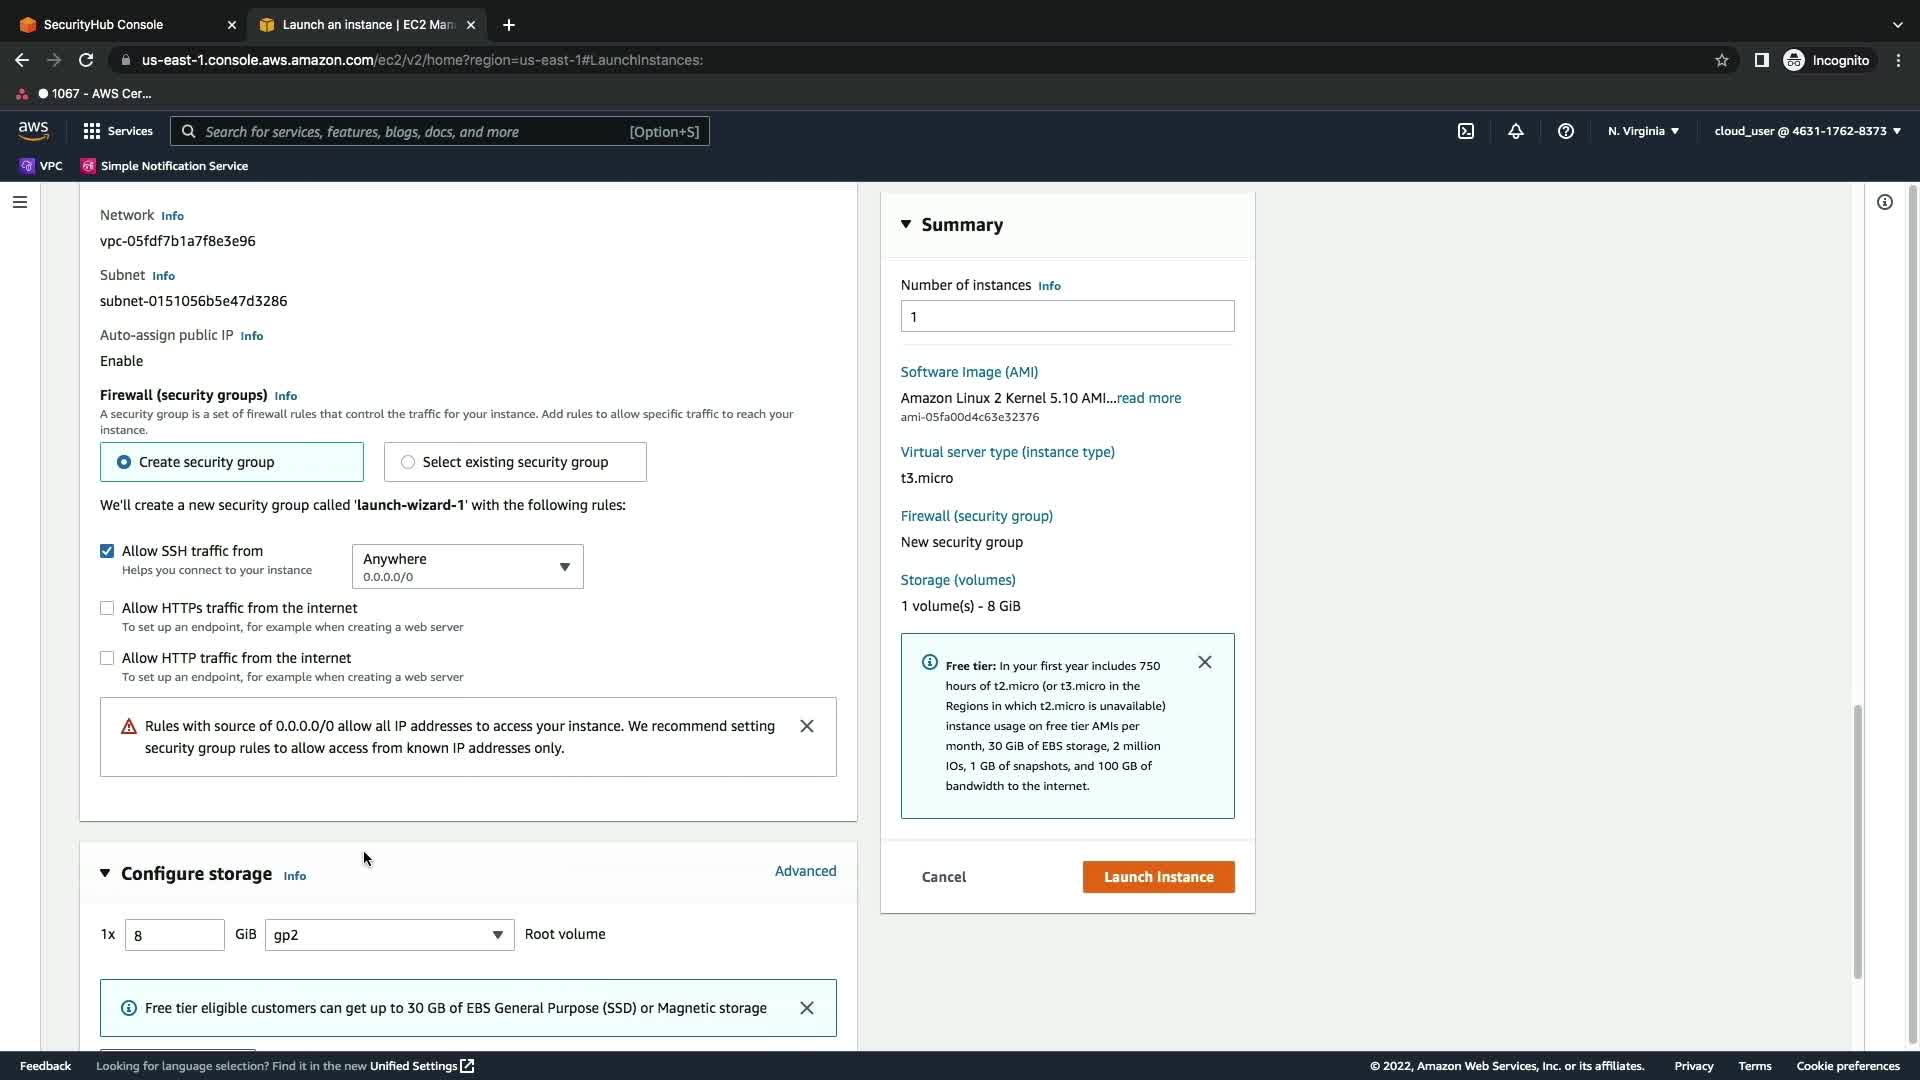 SecurityHub Console
Launch an instance | EC2 Man
us-east-1.console.aws.amazon.com/ec2/v2/home?region=us-east-1#LaunchInstances:
Incognito
1067 - AWS Cer...
aws
Services
Search for services, features, blogs, docs, and more
[Option+S]
N. Virginia
cloud_user @ 4631-1762-8373
VPC
Simple Notification Service
Network Info
vpc-05fdf7b1a7f8e3e96
Subnet Info
subnet-0151056b5e47d3286
Auto-assign public IP Info
Enable
Firewall (security groups) Info
A security group is a set of firewall rules that control the traffic for your instance. Add rules to allow specific traffic to reach your
instance.
Create security group
Select existing security group
We'll create a new security group called 'launch-wizard-1' with the following rules:
Allow SSH traffic from
Helps you connect to your instance
Anywhere
0.0.0.0/0
Allow HTTPs traffic from the internet
To set up an endpoint, for example when creating a web server
Allow HTTP traffic from the internet
To set up an endpoint, for example when creating a web server
Rules with source of 0.0.0.0/0 allow all IP addresses to access your instance. We recommend setting
security group rules to allow access from known IP addresses only.
Configure storage Info
Advanced
1x 8 GiB gp2 Root volume
Free tier eligible customers can get up to 30 GB of EBS General Purpose (SSD) or Magnetic storage
Summary
Number of instances Info
1
Software Image (AMI)
Amazon Linux 2 Kernel 5.10 AMI...read more
ami-05fa00d4c63e32376
Virtual server type (instance type)
t3.micro
Firewall (security group)
New security group
Storage (volumes)
1 volume(s) - 8 GiB
Free tier: In your first year includes 750
hours of t2.micro (or t3.micro in the
Regions in which t2.micro is unavailable)
instance usage on free tier AMIs per
month, 30 GiB of EBS storage, 2 million
IOs, 1 GB of snapshots, and 100 GB of
bandwidth to the internet.
Cancel
Launch Instance
Feedback
Looking for language selection? Find it in the new Unified Settings
© 2022, Amazon Web Services, Inc. or its affiliates.
Privacy
Terms
Cookie preferences